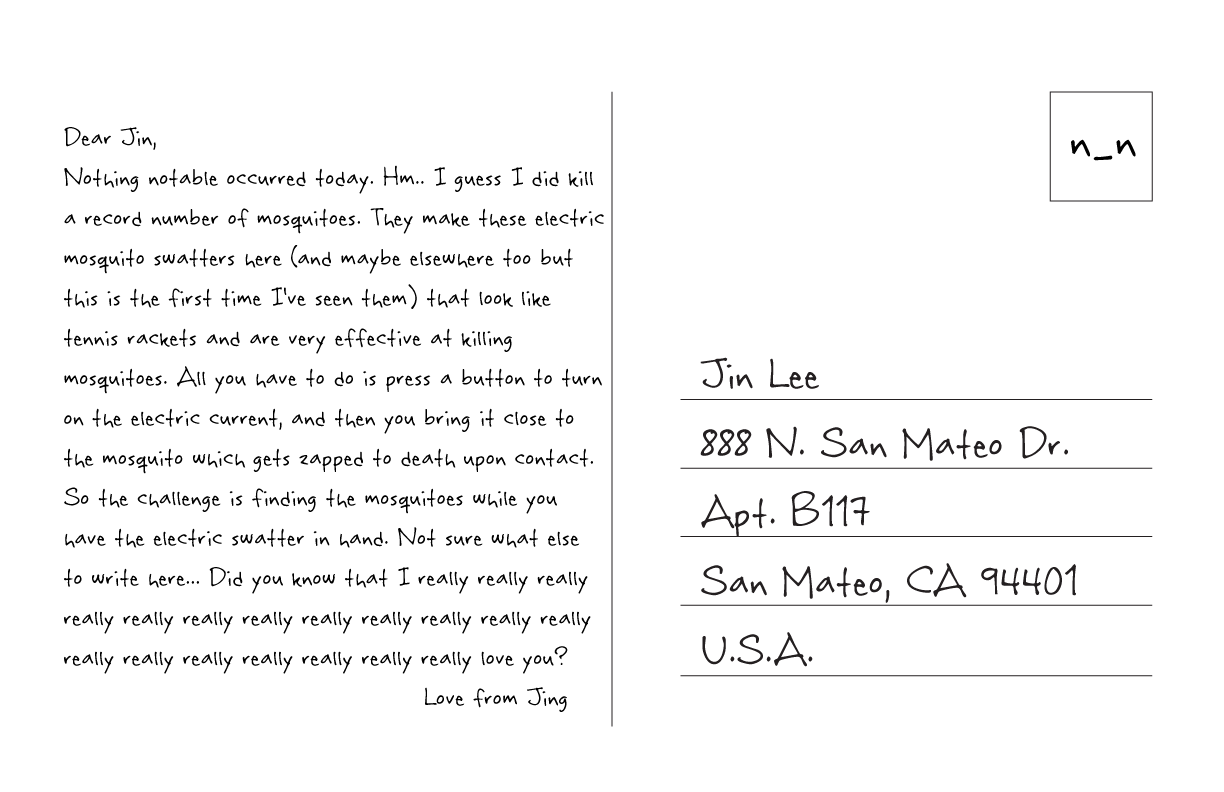 Dear Jin,
Nothing notable occurred today. Hm.. I guess I did kill
a record number of mosquitoes. They make these electric
mosquito swatters here (and maybe elsewhere too but
this is the first time I've seen them) that look like
tennis rackets and are very effective at killing
mosquitoes. All you have to do is press a button to turn
on the electric current, and then you bring it close to
the mosquito which gets zapped to death upon contact.
So the challenge is finding the mosquitoes while you
have the electric swatter in hand. Not sure what else
to write here... Did you know that I really really really
really really really really really really really really really
really really really really really really really love you?
Love from Jing
n_n
Jin Lee
888 N. San Mateo Dr.
Apt. B117
San Mateo, CA 94401
U.S.A.